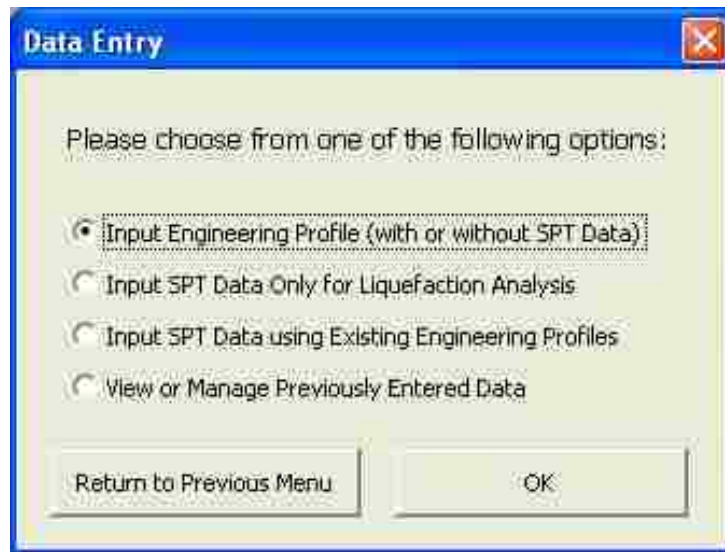 Data Entry
Please choose from one of the following options:
Input Engineering Profile (with or without SPT Data)
Input SPT Data Only for Liquefaction Analysis
Input SPT Data using Existing Engineering Profiles
View or Manage Previously Entered Data
Return to Previous Menu
OK